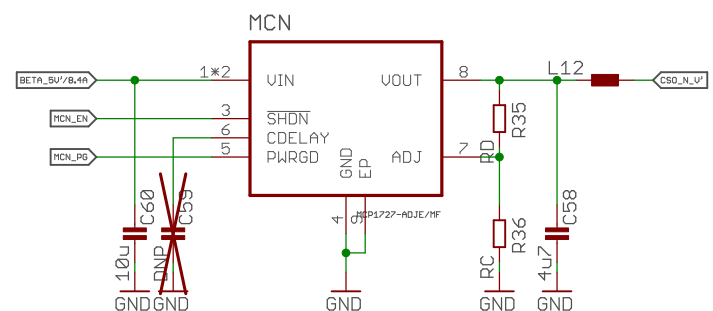 MCN
BETA_5V'/8.4A
1*2
VIN
VOUT
8
L12
CSO_N_V'
MCN_EN
3
SHDN
R35
6
CDELAY
MCN_PG
5
PWRGD
ADJ
7
RD
GND
EP
4
9
MCP1727-ADJE/MF
C60
10u
C59
DNP
R36
RC
C58
4u7
GND
GND
GND
GND
GND